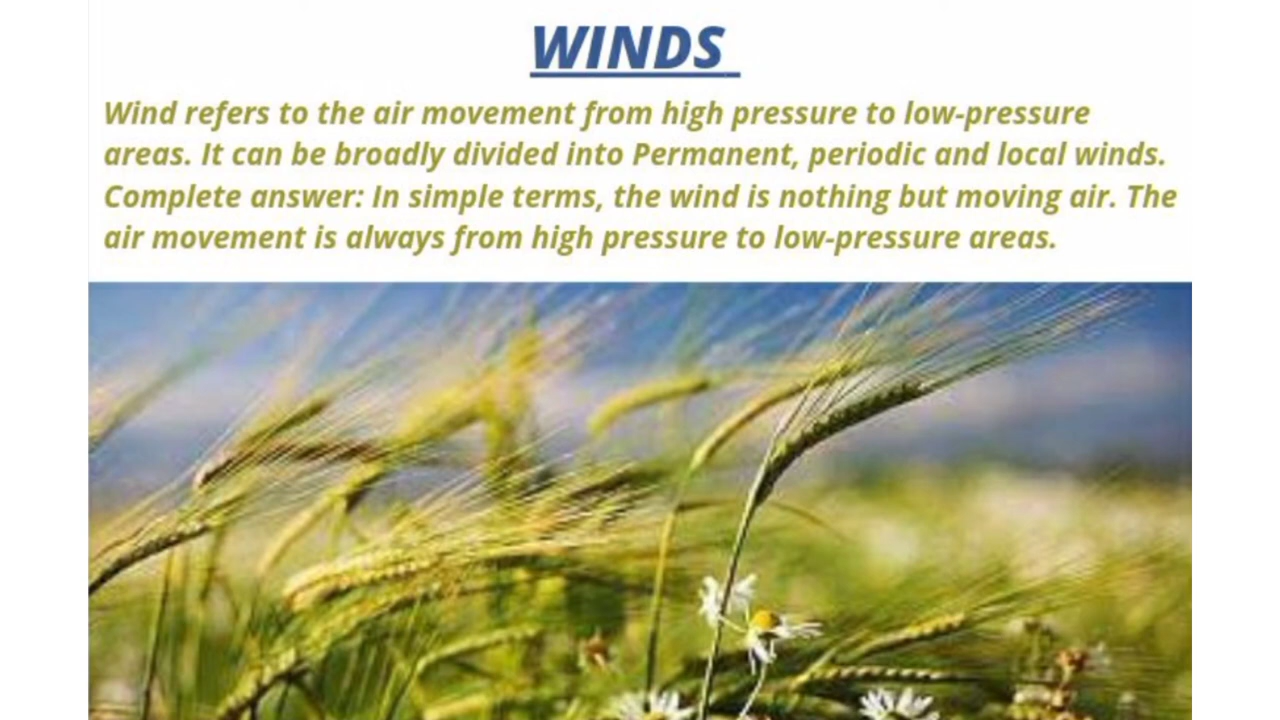 WINDS
Wind refers to the air movement from high pressure to low-pressure
areas. It can be broadly divided into Permanent, periodic and local winds.
Complete answer: In simple terms, the wind is nothing but moving air. The
air movement is always from high pressure to low-pressure areas.